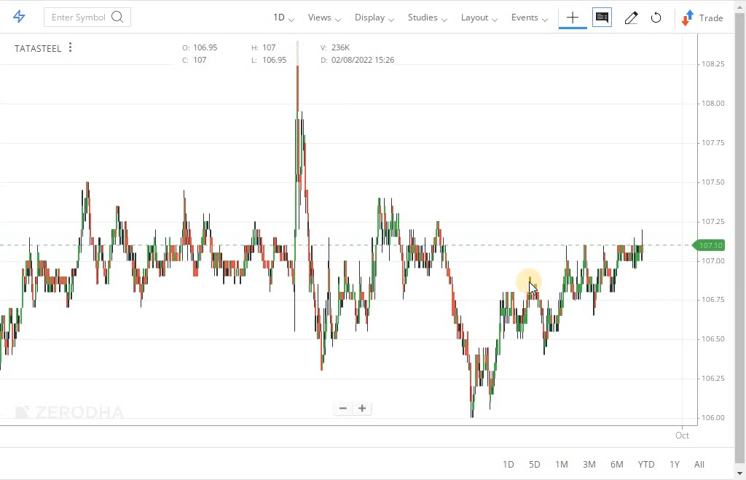 Enter Symbol 1D Views Display Studies Layout Events Trade
TATASTEEL O: 106.95 H: 107 V: 236K
C: 107 L: 106.95 D: 02/08/2022 15:26
108.25
108.00
107.75
107.50
107.25
107.10
107.00
106.75
106.50
106.25
106.00
ZERODHA
Oct
1D 5D 1M 3M 6M YTD 1Y All